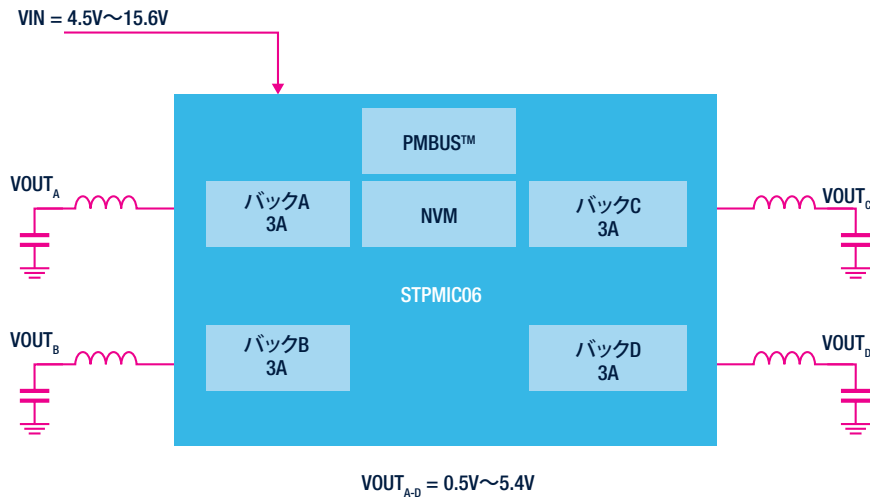 VIN = 4.5V～15.6V
PMBUS™
VOUTA
バックA
3A
NVM
バックC
3A
VOUTC
STPMIC06
VOUTB
バックB
3A
バックD
3A
VOUTD
VOUTA-D = 0.5V～5.4V